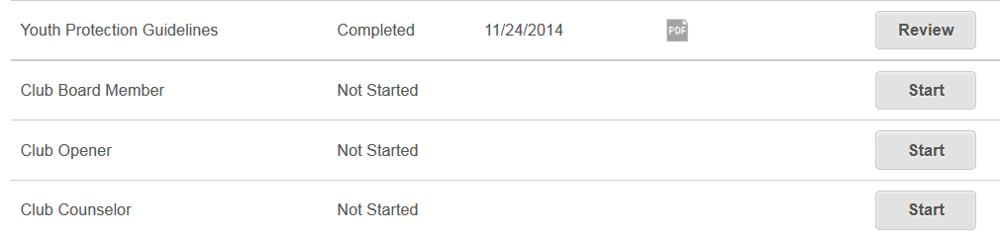 Youth Protection Guidelines Completed 11/24/2014 PDF Review
Club Board Member Not Started Start
Club Opener Not Started Start
Club Counselor Not Started Start